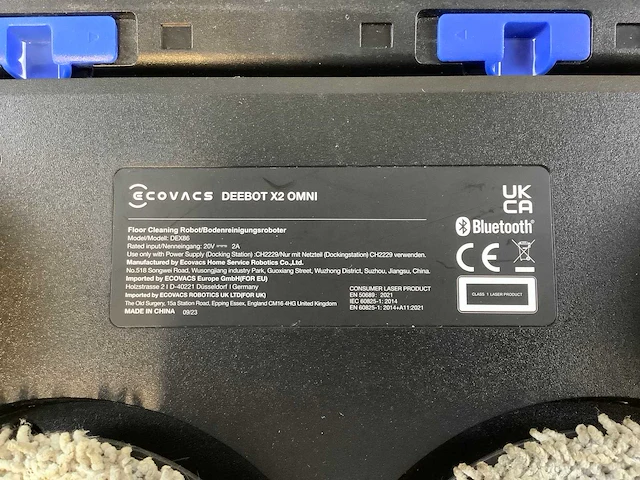 ECOVACS DEEBOT X2 OMNI
Floor Cleaning Robot/Bodenreinigungsroboter
Model/Modell: DEX86
Rated input/Nenneingang: 20V 2A
Use only with Power Supply (Docking Station) :CH2229/Nur mit Netzteil (Dockingstation) CH2229 verwenden.
Manufactured by Ecovacs Home Service Robotics Co.,Ltd.
No.518 Songwei Road, Wusongjiang industry Park, Guoxiang Street, Wuzhong District, Suzhou, Jiangsu, China.
Imported by ECOVACS Europe GmbH(FOR EU)
Holzstrasse 2 I D-40221 Düsseldorf I Germany
Imported by ECOVACS ROBOTICS UK LTD(FOR UK)
The Old Surgery, 15a Station Road, Epping Essex, England CM16 4HG United Kingdom
MADE IN CHINA 09/23
CONSUMER LASER PRODUCT
EN 50689: 2021
IEC 60825-1: 2014
EN 60825-1: 2014+A11:2021
UK
CA
Bluetooth®
CE
CLASS 1 LASER PRODUCT